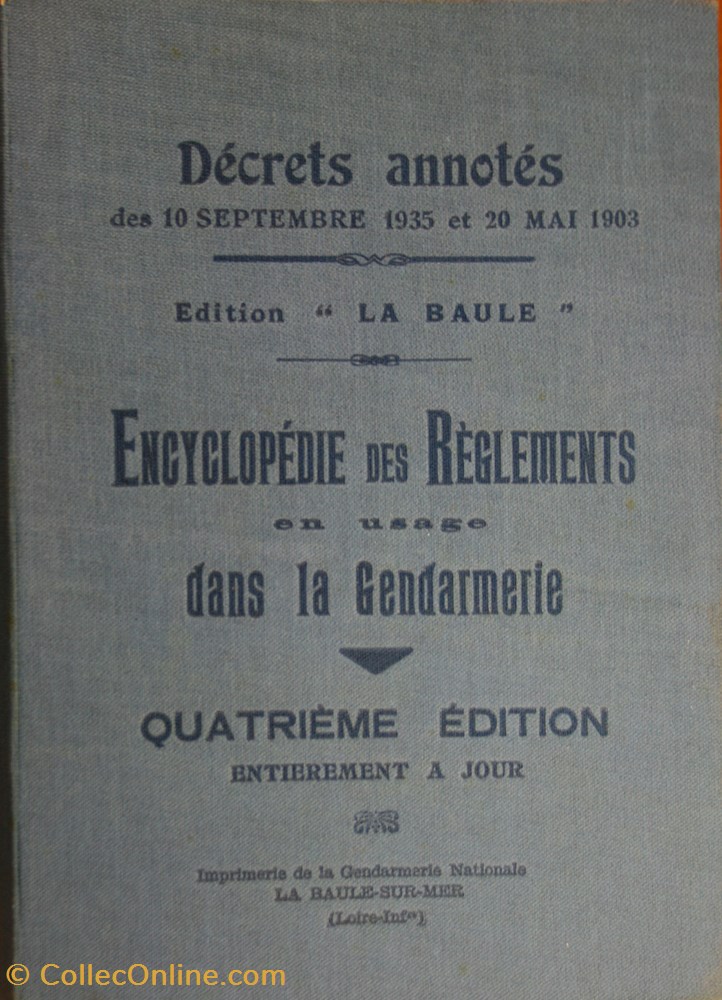 Décrets annotés
des 10 SEPTEMBRE 1935 et 20 MAI 1903
Edition " LA BAULE "
ENCYCLOPÉDIE DES RÈGLEMENTS
en usage
dans la Gendarmerie
QUATRIÈME ÉDITION
ENTIEREMENT A JOUR
Imprimerie de la Gendarmerie Nationale
LA BAULE-SUR-MER
(Loire-Infre)
© CollecOnline.com